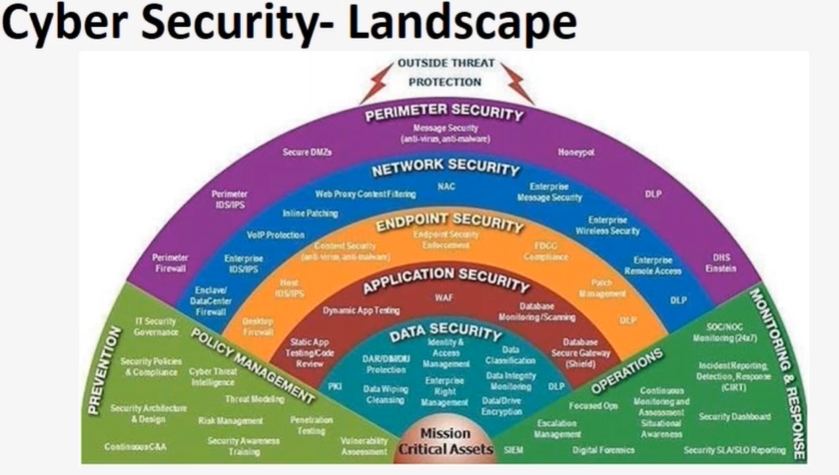 Cyber Security- Landscape
OUTSIDE THREAT
PROTECTION
PERIMETER SECURITY
Message Security
(anti-virus, anti-malware)
Secure DMZs
Honeypot
Perimeter
IDS/IPS
DLP
Perimeter
Firewall
DHS
Einstein
NETWORK SECURITY
NAC
Web Proxy Content Filtering
Enterprise
Message Security
Inline Patching
Enterprise
Wireless Security
VoIP Protection
Enterprise
IDS/IPS
Enterprise
Remote Access
Enclave/
DataCenter
Firewall
DLP
ENDPOINT SECURITY
Endpoint Security
Enforcement
Content Security
(anti-virus, anti-malware)
FDCC
Compliance
Host
IDS/IPS
Patch
Management
Desktop
Firewall
DLP
APPLICATION SECURITY
WAF
Dynamic App Testing
Database
Monitoring/Scanning
Static App
Testing/Code
Review
Database
Secure Gateway
(Shield)
DATA SECURITY
Identity &
Access
Management
Data
Classification
DAR/DIM/DIU
Protection
Enterprise
Right
Management
Data Integrity
Monitoring
PKI
DLP
Data Wiping
Cleansing
Data/Drive
Encryption
PREVENTION
POLICY MANAGEMENT
IT Security
Governance
Security Policies
& Compliance
Cyber Threat
Intelligence
Threat Modeling
Security Architecture
& Design
Risk Management
Penetration
Testing
Continuous C&A
Security Awareness
Training
Vulnerability
Assessment
Mission
Critical Assets
MONITORING & RESPONSE
OPERATIONS
SOC/NOC
Monitoring (24x7)
Incident Reporting,
Detection, Response
(CIRT)
Focused Ops
Continuous
Monitoring and
Assessment
Situational
Awareness
Security Dashboard
Escalation
Management
SIEM
Digital Forensics
Security SLA/SLO Reporting